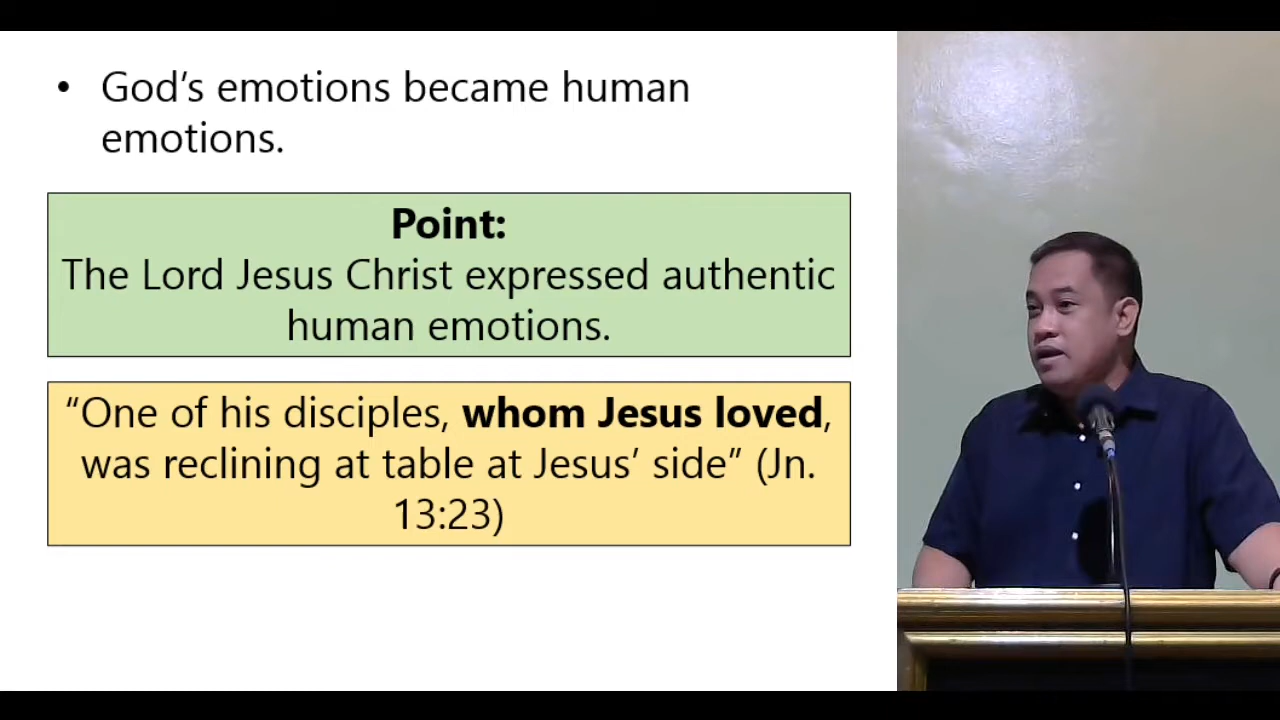 • God’s emotions became human
emotions.
Point:
The Lord Jesus Christ expressed authentic
human emotions.
“One of his disciples, whom Jesus loved,
was reclining at table at Jesus’ side” (Jn.
13:23)